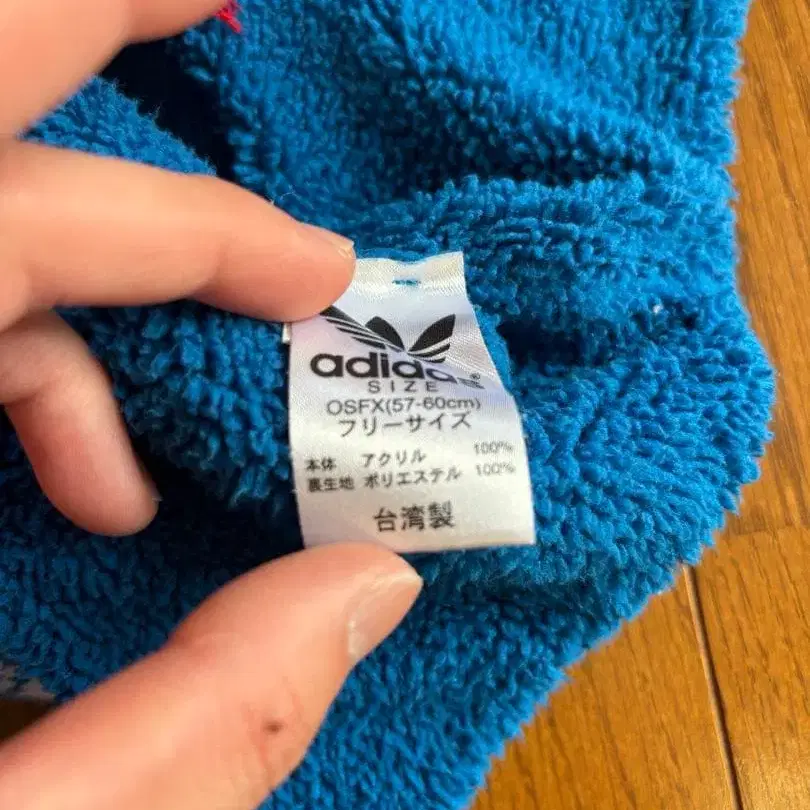 adidas
SIZE
OSFX(57-60cm)
フリーサイズ
本体 アクリル 100%
裏生地 ポリエステル 100%
台湾製